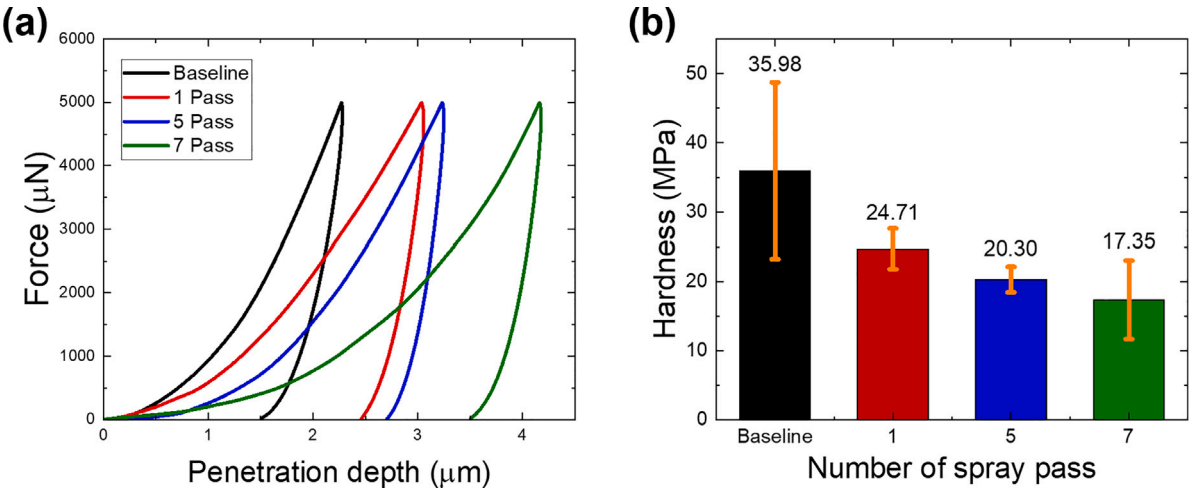 (a)
6000
5000
4000
3000
2000
1000
0
Force (μN)
Baseline
1 Pass
5 Pass
7 Pass
0 1 2 3 4
Penetration depth (μm)
(b)
50
40
30
20
10
0
Hardness (MPa)
35.98
24.71
20.30
17.35
Baseline 1 5 7
Number of spray pass